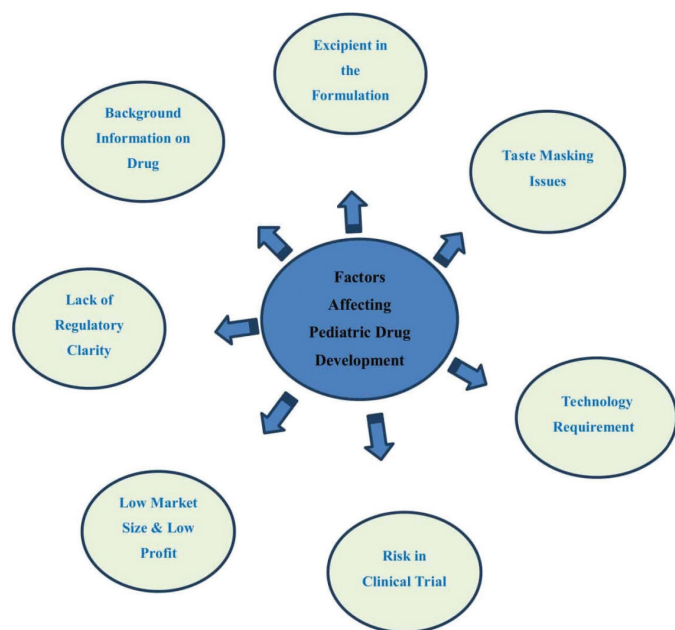 Excipient in
the
Formulation
Background
Information on
Drug
Taste Masking
Issues
Factors
Affecting
Pediatric Drug
Development
Lack of
Regulatory
Clarity
Technology
Requirement
Low Market
Size & Low
Profit
Risk in
Clinical Trial